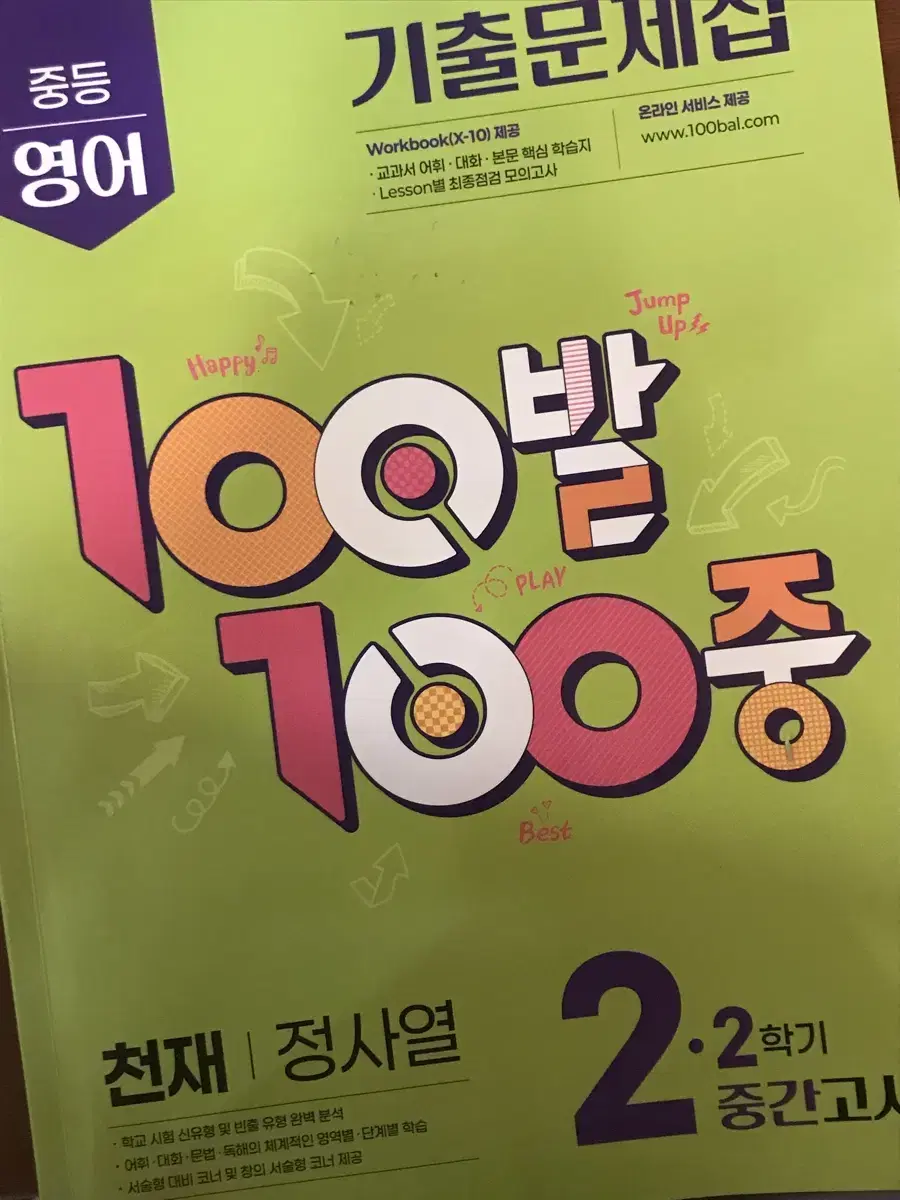 중등
영어
기출문제집
Workbook(X-10) 제공
· 교과서 어휘 · 대화 · 본문 핵심 학습지
· Lesson별 최종점검 모의고사
온라인 서비스 제공
www.100bal.com
Happy
Jump
Up
100발
PLAY
100중
Best
천재 | 정사열
· 학교 시험 신유형 및 빈출 유형 완벽 분석
· 어휘 · 대화 · 문법 · 독해의 체계적인 영역별 · 단계별 학습
· 서술형 대비 코너 및 창의 서술형 코너 제공
2·2학기
중간고사